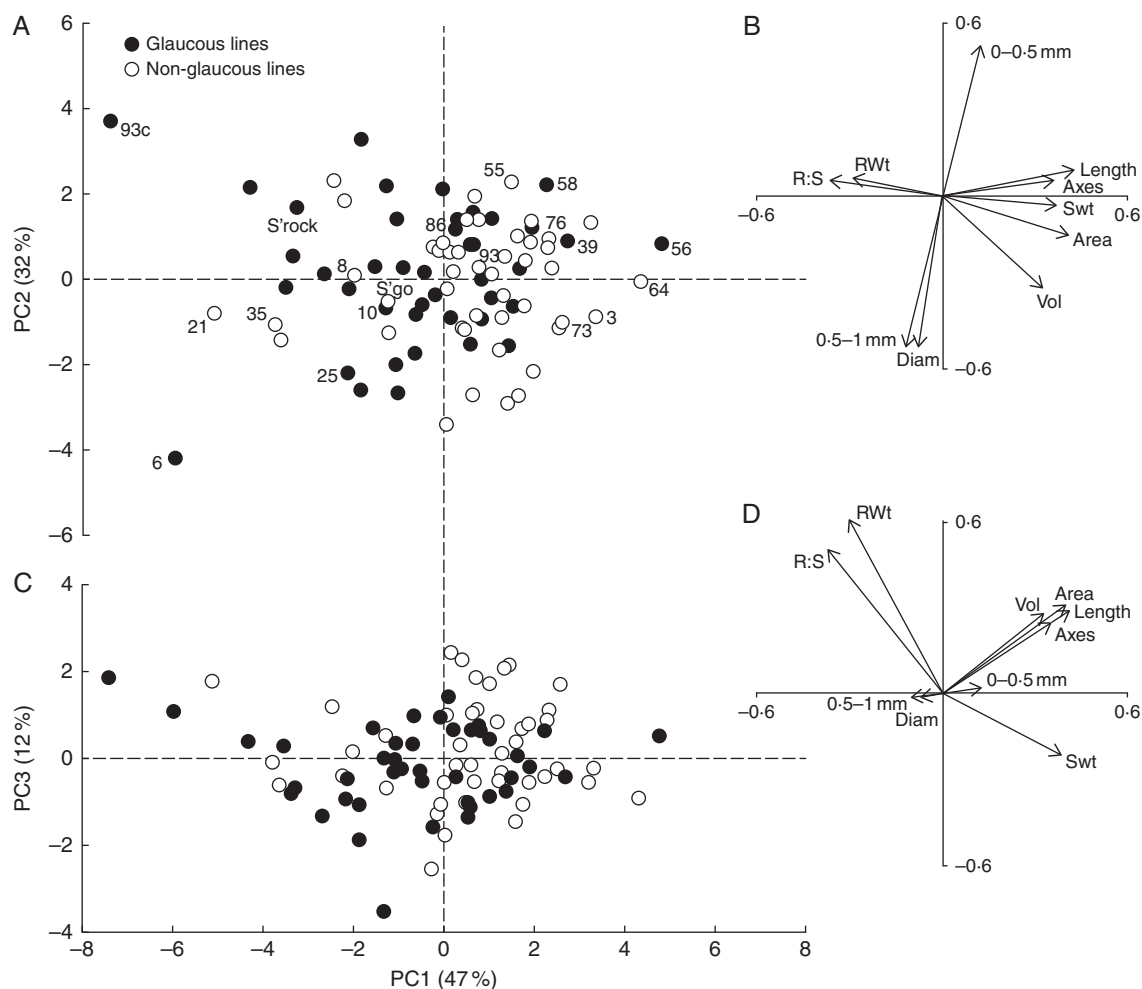 A
Glaucous lines
Non-glaucous lines
6
4
2
0
–2
–4
–6
PC2 (32 %)
93c
S'rock
8
S'go
10
21
35
25
6
86
55
58
76
93
39
56
64
3
73
B
0·6
0–0·5 mm
RWt
R:S
Length
Axes
Swt
Area
Vol
–0·6
0·6
0·5–1 mm
Diam
–0·6
C
4
2
0
–2
–4
PC3 (12 %)
–8
–6
–4
–2
0
2
4
6
8
PC1 (47 %)
D
RWt
0·6
R:S
Vol
Area
Length
Axes
0–0·5 mm
–0·6
0·5–1 mm
0·6
Diam
Swt
–0·6